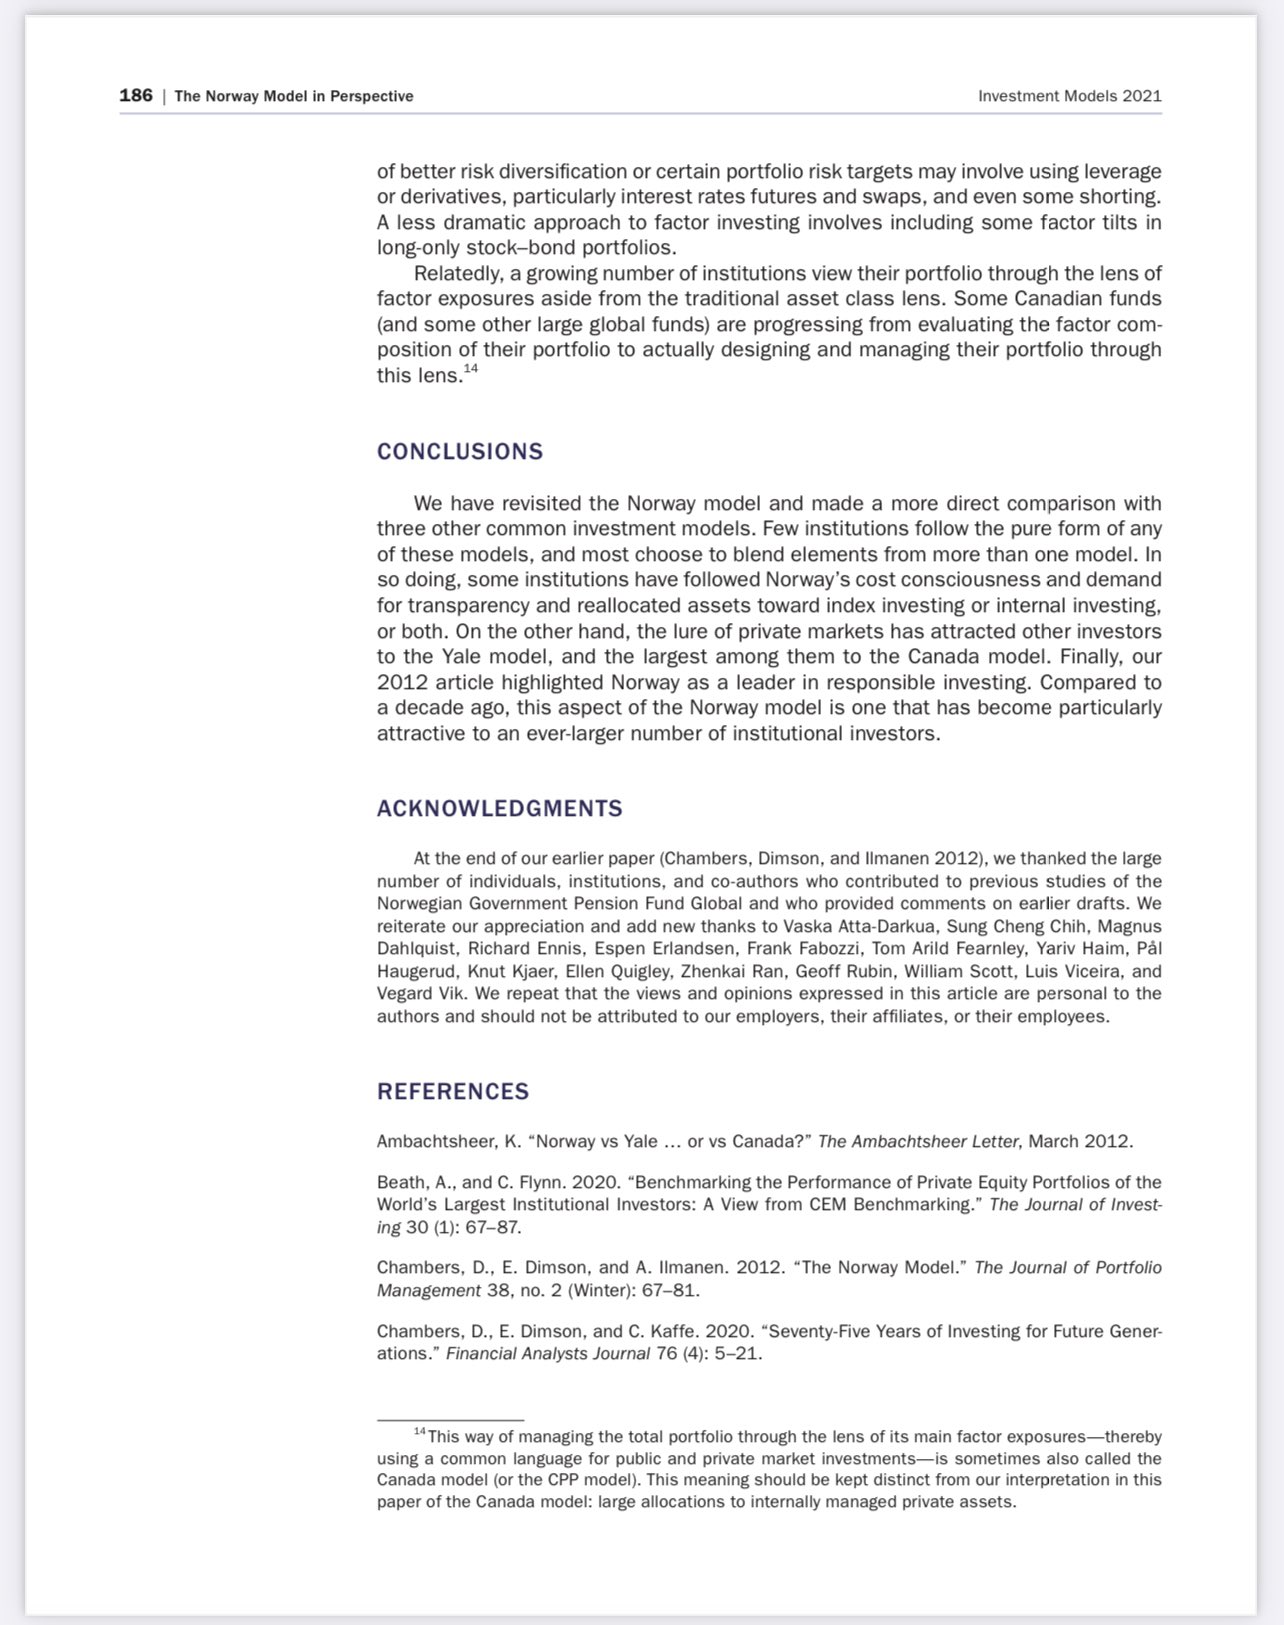 186 | The Norway Model in Perspective
Investment Models 2021
of better risk diversification or certain portfolio risk targets may involve using leverage
or derivatives, particularly interest rates futures and swaps, and even some shorting.
A less dramatic approach to factor investing involves including some factor tilts in
long-only stock–bond portfolios.
Relatedly, a growing number of institutions view their portfolio through the lens of
factor exposures aside from the traditional asset class lens. Some Canadian funds
(and some other large global funds) are progressing from evaluating the factor com-
position of their portfolio to actually designing and managing their portfolio through
this lens.14
CONCLUSIONS
We have revisited the Norway model and made a more direct comparison with
three other common investment models. Few institutions follow the pure form of any
of these models, and most choose to blend elements from more than one model. In
so doing, some institutions have followed Norway’s cost consciousness and demand
for transparency and reallocated assets toward index investing or internal investing,
or both. On the other hand, the lure of private markets has attracted other investors
to the Yale model, and the largest among them to the Canada model. Finally, our
2012 article highlighted Norway as a leader in responsible investing. Compared to
a decade ago, this aspect of the Norway model is one that has become particularly
attractive to an ever-larger number of institutional investors.
ACKNOWLEDGMENTS
At the end of our earlier paper (Chambers, Dimson, and Ilmanen 2012), we thanked the large
number of individuals, institutions, and co-authors who contributed to previous studies of the
Norwegian Government Pension Fund Global and who provided comments on earlier drafts. We
reiterate our appreciation and add new thanks to Vaska Atta-Darkua, Sung Cheng Chih, Magnus
Dahlquist, Richard Ennis, Espen Erlandsen, Frank Fabozzi, Tom Arild Fearnley, Yariv Haim, Pål
Haugerud, Knut Kjaer, Ellen Quigley, Zhenkai Ran, Geoff Rubin, William Scott, Luis Viceira, and
Vegard Vik. We repeat that the views and opinions expressed in this article are personal to the
authors and should not be attributed to our employers, their affiliates, or their employees.
REFERENCES
Ambachtsheer, K. “Norway vs Yale … or vs Canada?” The Ambachtsheer Letter, March 2012.
Beath, A., and C. Flynn. 2020. “Benchmarking the Performance of Private Equity Portfolios of the
World’s Largest Institutional Investors: A View from CEM Benchmarking.” The Journal of Invest-
ing 30 (1): 67–87.
Chambers, D., E. Dimson, and A. Ilmanen. 2012. “The Norway Model.” The Journal of Portfolio
Management 38, no. 2 (Winter): 67–81.
Chambers, D., E. Dimson, and C. Kaffe. 2020. “Seventy-Five Years of Investing for Future Gener-
ations.” Financial Analysts Journal 76 (4): 5–21.
14This way of managing the total portfolio through the lens of its main factor exposures—thereby
using a common language for public and private market investments—is sometimes also called the
Canada model (or the CPP model). This meaning should be kept distinct from our interpretation in this
paper of the Canada model: large allocations to internally managed private assets.